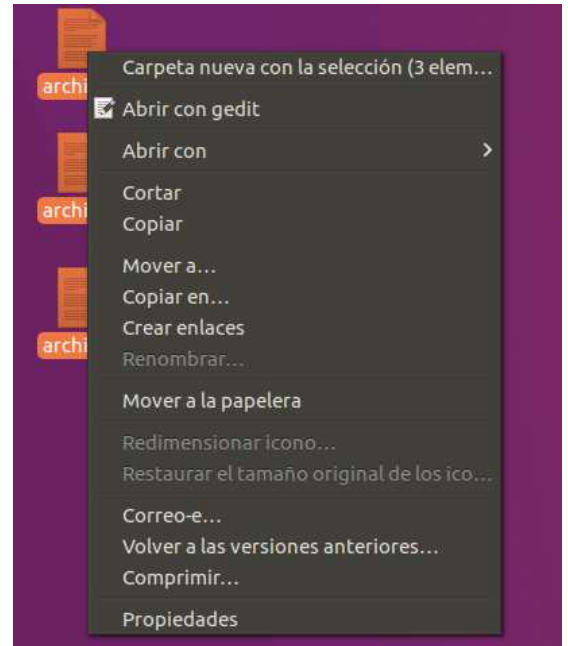 archi
archi
archi
Carpeta nueva con la selección (3 elem…
Abrir con gedit
Abrir con
Cortar
Copiar
Mover a…
Copiar en…
Crear enlaces
Renombrar…
Mover a la papelera
Redimensionar icono…
Restaurar el tamaño original de los ico…
Correo-e…
Volver a las versiones anteriores…
Comprimir…
Propiedades